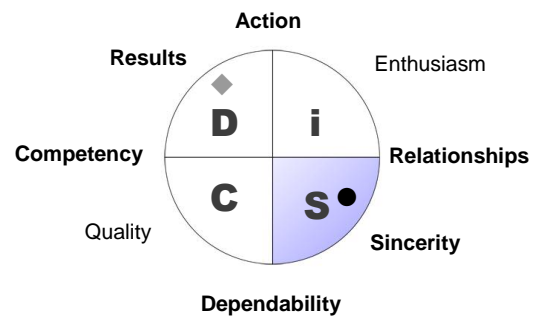 Action
Results
Enthusiasm
D
i
Competency
Relationships
C
S
Quality
Sincerity
Dependability